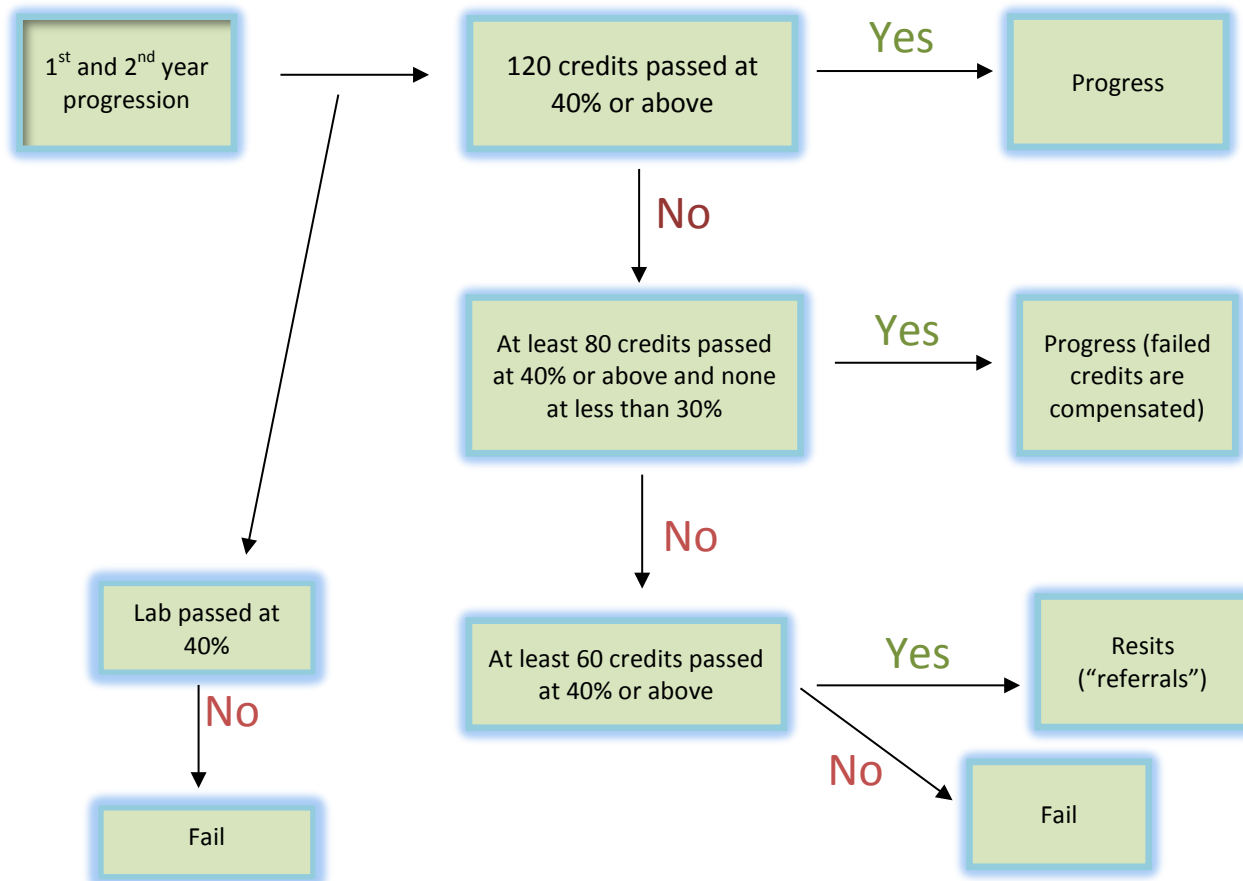 1st and 2nd year
progression
120 credits passed at
40% or above
Yes
Progress
No
At least 80 credits passed
at 40% or above and none
at less than 30%
Yes
Progress (failed
credits are
compensated)
No
Lab passed at
40%
At least 60 credits passed
at 40% or above
Yes
Resits
(“referrals”)
No
No
Fail
Fail